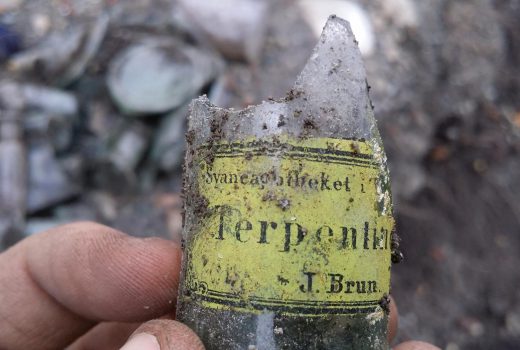 Svaneapotheket i
Terpentin
J. Brun